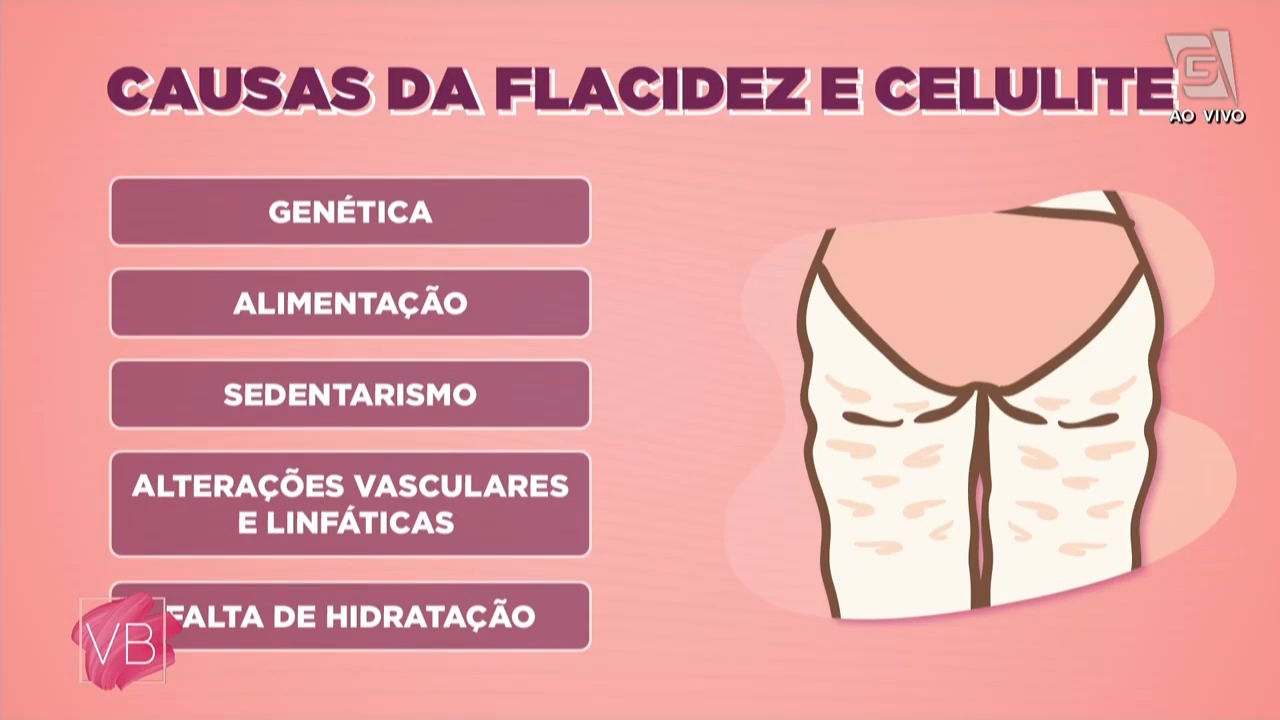 CAUSAS DA FLACIDEZ E CELULITE
G
AO VIVO
GENÉTICA
ALIMENTAÇÃO
SEDENTARISMO
ALTERAÇÕES VASCULARES
E LINFÁTICAS
FALTA DE HIDRATAÇÃO
VB